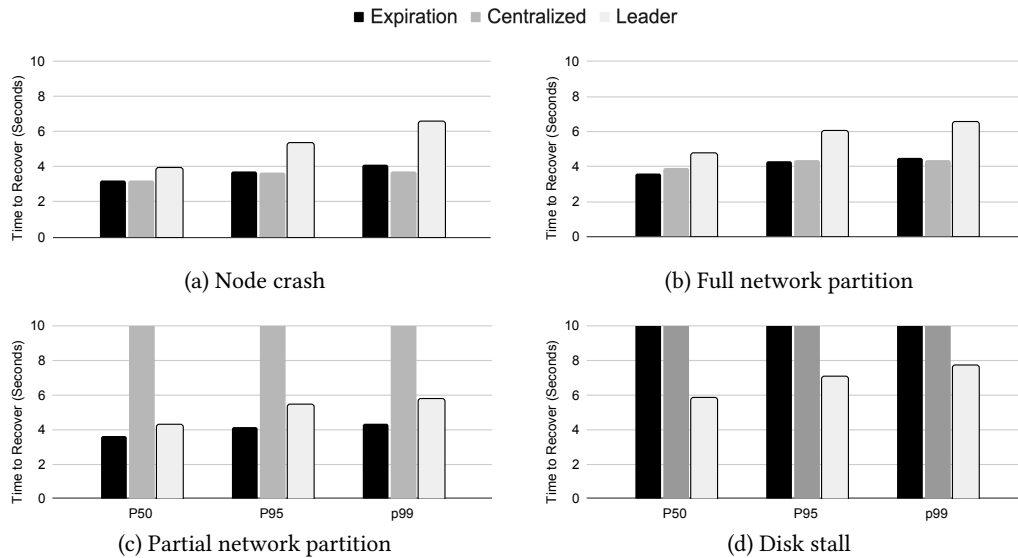 Expiration Centralized Leader
Time to Recover (Seconds)
10
8
6
4
2
0
(a) Node crash
Time to Recover (Seconds)
10
8
6
4
2
0
(b) Full network partition
Time to Recover (Seconds)
10
8
6
4
2
0
P50 P95 p99
(c) Partial network partition
Time to Recover (Seconds)
10
8
6
4
2
0
P50 P95 p99
(d) Disk stall